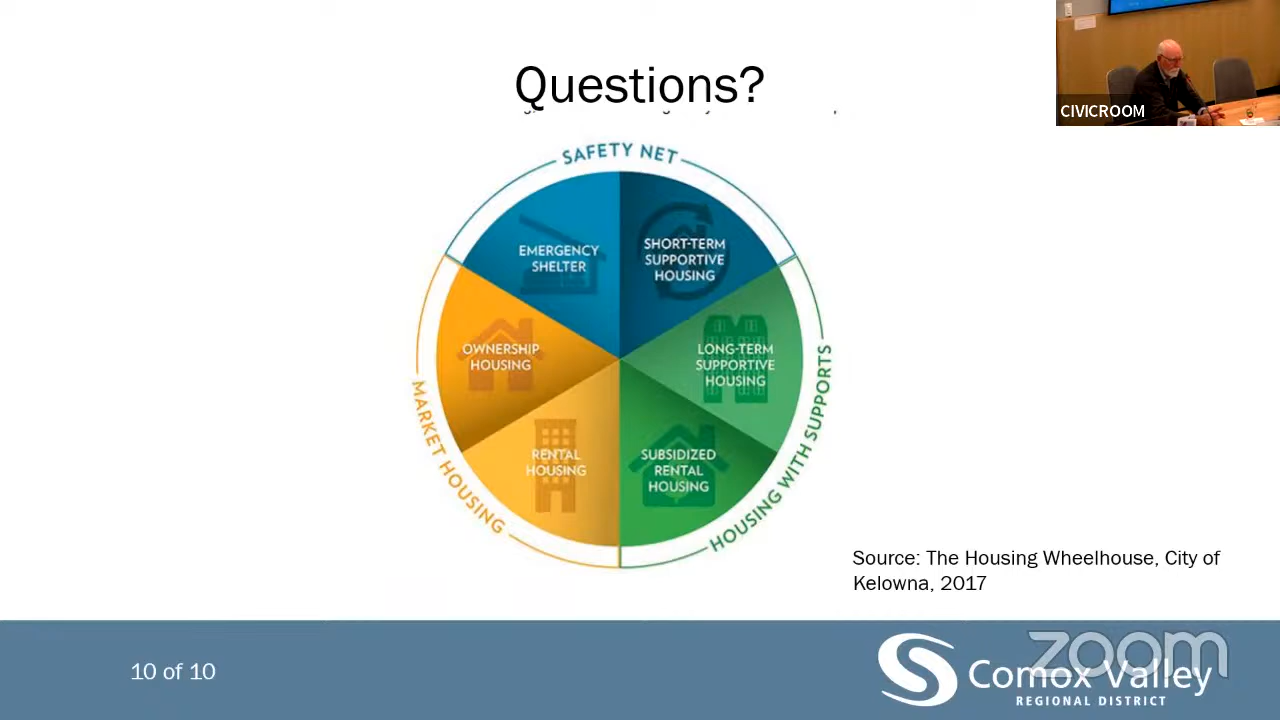 Questions?
CIVICROOM
SAFETY NET
EMERGENCY
SHELTER
SHORT-TERM
SUPPORTIVE
HOUSING
OWNERSHIP
HOUSING
LONG-TERM
SUPPORTIVE
HOUSING
RENTAL
HOUSING
SUBSIDIZED
RENTAL
HOUSING
MARKET HOUSING
HOUSING WITH SUPPORTS
Source: The Housing Wheelhouse, City of
Kelowna, 2017
10 of 10
zoom
Comox Valley
REGIONAL DISTRICT